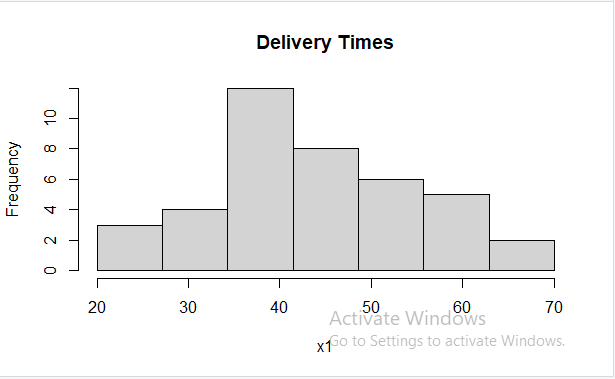 Delivery Times
Frequency
10
8
6
4
2
0
20 30 40 50 60 70
Activate Windows
x1
Go to Settings to activate Windows.